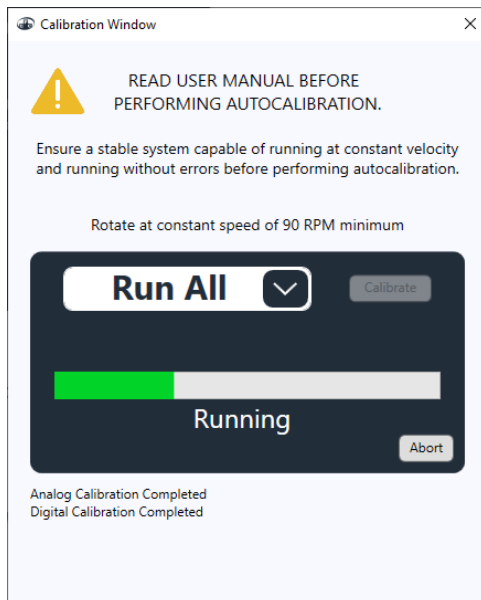 Calibration Window
READ USER MANUAL BEFORE
PERFORMING AUTOCALIBRATION.
Ensure a stable system capable of running at constant velocity
and running without errors before performing autocalibration.
Rotate at constant speed of 90 RPM minimum
Run All
Calibrate
Running
Abort
Analog Calibration Completed
Digital Calibration Completed